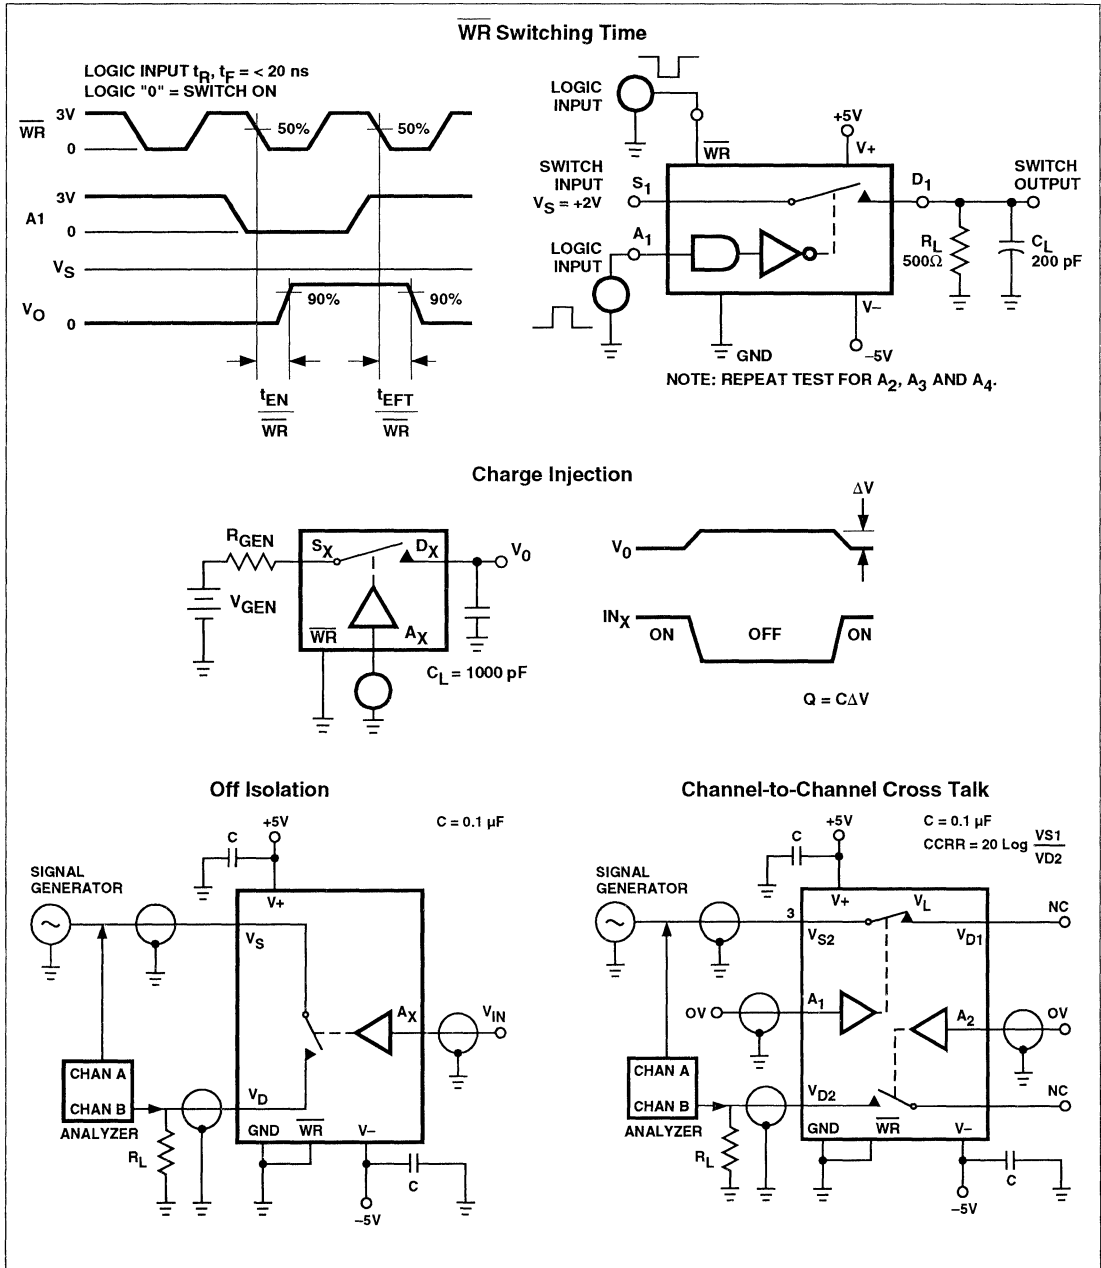 WR Switching Time
LOGIC INPUT tR, tF = < 20 ns
LOGIC "0" = SWITCH ON
WR
3V
0
50%
50%
A1
3V
0
VS
VO
0
90%
90%
tEN
WR
tEFT
WR
LOGIC
INPUT
WR
+5V
V+
SWITCH
INPUT
VS = +2V
S1
D1
SWITCH
OUTPUT
A1
LOGIC
INPUT
RL
500Ω
CL
200 pF
V–
GND
–5V
NOTE: REPEAT TEST FOR A2, A3 AND A4.
Charge Injection
RGEN
VGEN
SX
DX
V0
WR
AX
CL = 1000 pF
ΔV
V0
INX
ON
OFF
ON
Q = CΔV
Off Isolation
+5V
C = 0.1 µF
C
SIGNAL
GENERATOR
V+
VS
AX
VIN
CHAN A
CHAN B
ANALYZER
VD
GND
WR
V–
RL
C
–5V
Channel-to-Channel Cross Talk
+5V
C = 0.1 µF
CCRR = 20 Log VS1
VD2
C
SIGNAL
GENERATOR
V+
3
VL
NC
VS2
VD1
A1
OV
A2
OV
CHAN A
CHAN B
ANALYZER
VD2
NC
GND
WR
V–
RL
C
–5V